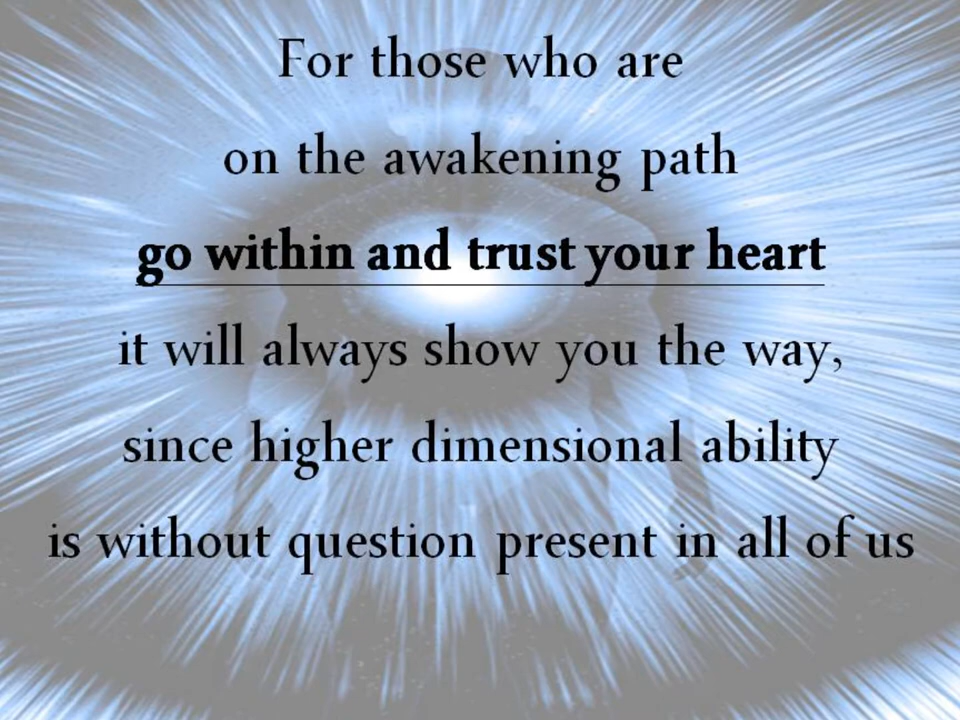 For those who are
on the awakening path
go within and trust your heart
it will always show you the way,
since higher dimensional ability
is without question present in all of us